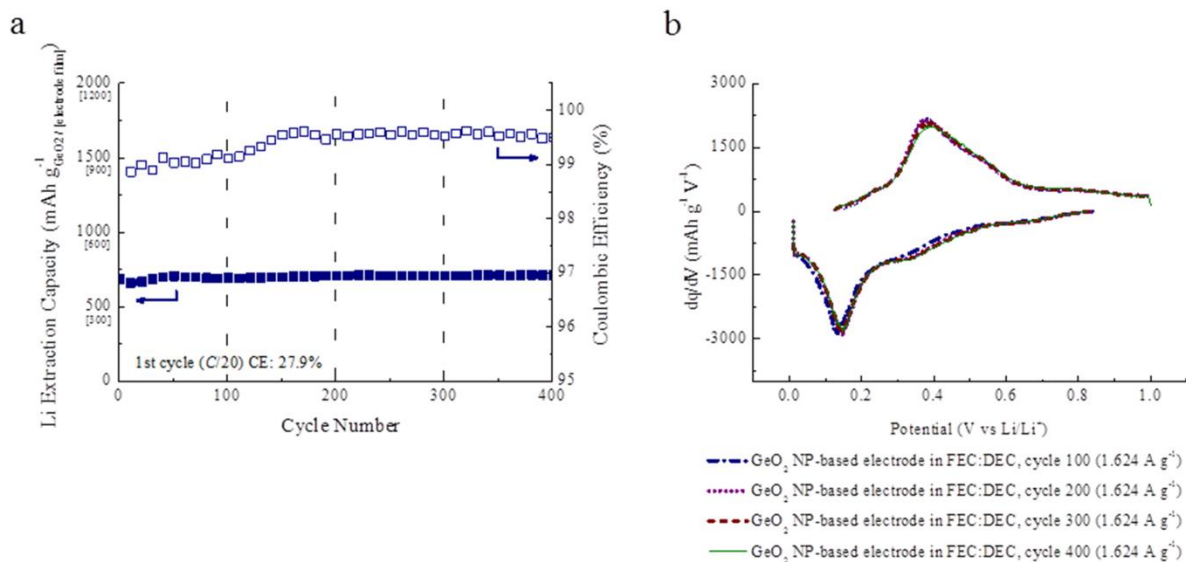 a
Li Extraction Capacity (mAh g⁻¹ GeO2 / [electrode film])
2000
[1200]
1500
[900]
1000
[600]
500
[300]
0
0 100 200 300 400
Cycle Number
1st cycle (C/20) CE: 27.9%
100
99
98
97
96
95
Coulombic Efficiency (%)
b
dq/dV (mAh g⁻¹ V⁻¹)
3000
1500
0
-1500
-3000
0.0 0.2 0.4 0.6 0.8 1.0
Potential (V vs Li/Li⁺)
GeO₂ NP-based electrode in FEC:DEC, cycle 100 (1.624 A g⁻¹)
GeO₂ NP-based electrode in FEC:DEC, cycle 200 (1.624 A g⁻¹)
GeO₂ NP-based electrode in FEC:DEC, cycle 300 (1.624 A g⁻¹)
GeO₂ NP-based electrode in FEC:DEC, cycle 400 (1.624 A g⁻¹)